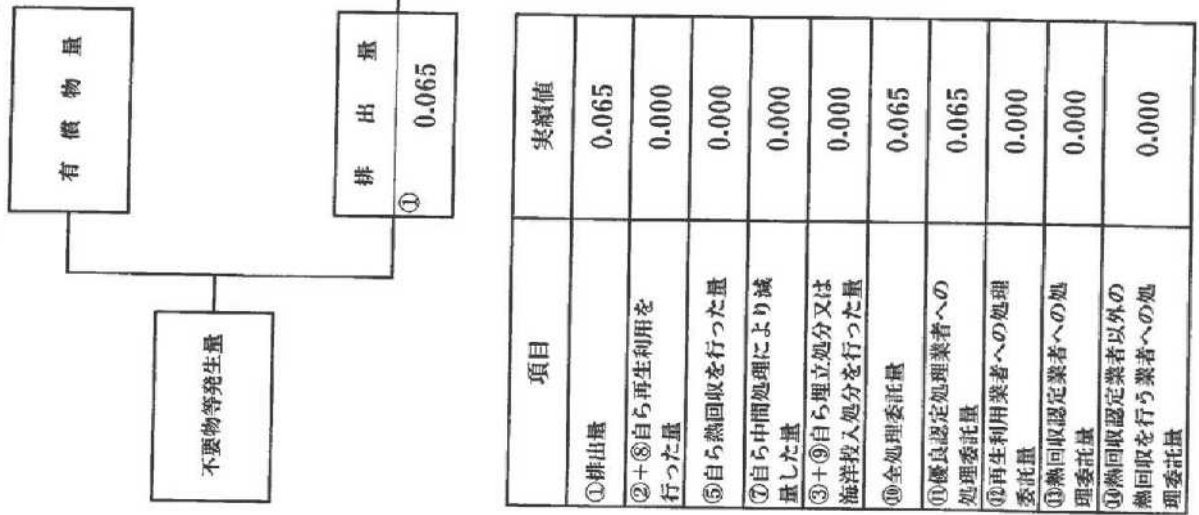 不要物等発生量
有償物量
排出量
①
0.065
項目
実績値
①排出量
0.065
②+⑧自ら再生利用を
行った量
0.000
⑤自ら熱回収を行った量
0.000
⑦自ら中間処理により減
量した量
0.000
③+⑨自ら埋立処分又は
海洋投入処分を行った量
0.000
⑩全処理委託量
0.065
⑪優良認定処理業者への
処理委託量
0.065
⑫再生利用業者への処理
委託量
0.000
⑬熱回収認定業者への処
理委託量
0.000
⑭熱回収認定業者以外の
熱回収を行う業者への処
理委託量
0.000